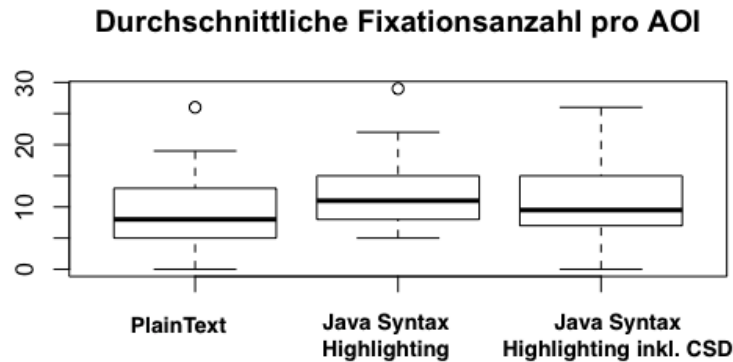 Durchschnittliche Fixationsanzahl pro AOI
30
20
10
0
PlainText
Java Syntax
Highlighting
Java Syntax
Highlighting inkl. CSD